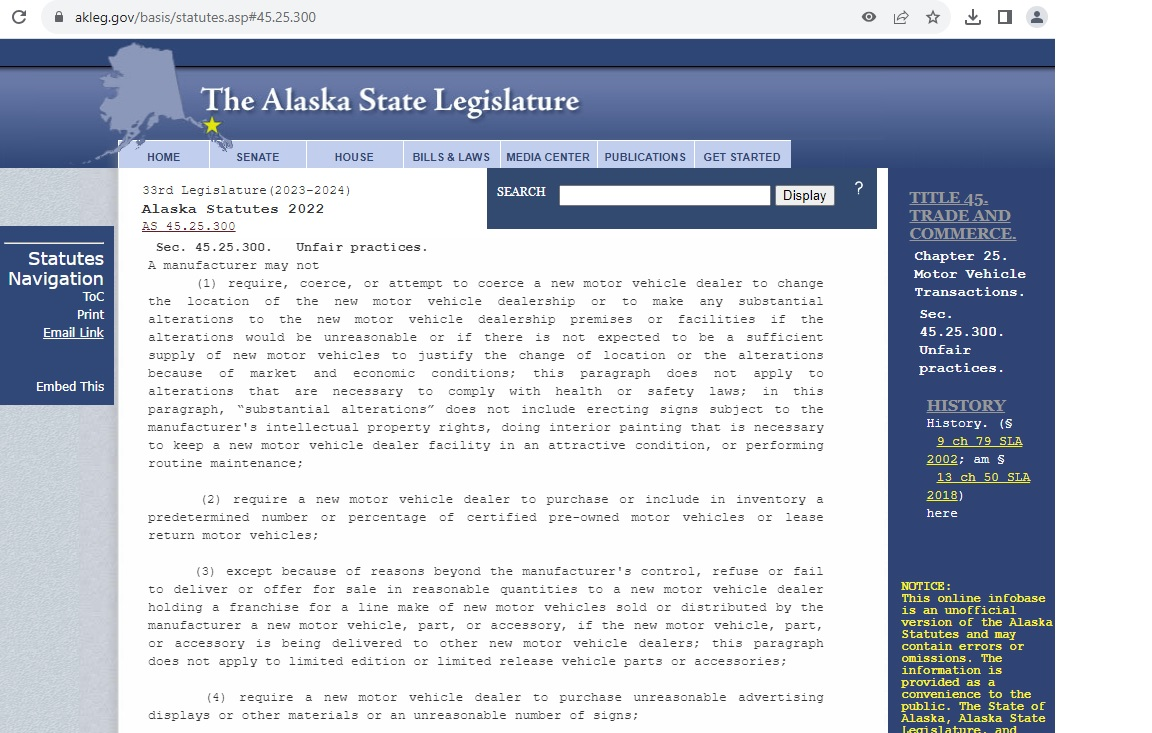 akleg.gov/basis/statutes.asp#45.25.300
The Alaska State Legislature
HOME SENATE HOUSE BILLS & LAWS MEDIA CENTER PUBLICATIONS GET STARTED
33rd Legislature(2023-2024)
Alaska Statutes 2022
AS 45.25.300
SEARCH Display ?
Statutes
Navigation
ToC
Print
Email Link
Embed This
Sec. 45.25.300. Unfair practices.
A manufacturer may not
(1) require, coerce, or attempt to coerce a new motor vehicle dealer to change
the location of the new motor vehicle dealership or to make any substantial
alterations to the new motor vehicle dealership premises or facilities if the
alterations would be unreasonable or if there is not expected to be a sufficient
supply of new motor vehicles to justify the change of location or the alterations
because of market and economic conditions; this paragraph does not apply to
alterations that are necessary to comply with health or safety laws; in this
paragraph, “substantial alterations” does not include erecting signs subject to the
manufacturer's intellectual property rights, doing interior painting that is necessary
to keep a new motor vehicle dealer facility in an attractive condition, or performing
routine maintenance;
(2) require a new motor vehicle dealer to purchase or include in inventory a
predetermined number or percentage of certified pre-owned motor vehicles or lease
return motor vehicles;
(3) except because of reasons beyond the manufacturer's control, refuse or fail
to deliver or offer for sale in reasonable quantities to a new motor vehicle dealer
holding a franchise for a line make of new motor vehicles sold or distributed by the
manufacturer a new motor vehicle, part, or accessory, if the new motor vehicle, part,
or accessory is being delivered to other new motor vehicle dealers; this paragraph
does not apply to limited edition or limited release vehicle parts or accessories;
(4) require a new motor vehicle dealer to purchase unreasonable advertising
displays or other materials or an unreasonable number of signs;
TITLE 45.
TRADE AND
COMMERCE.
Chapter 25.
Motor Vehicle
Transactions.
Sec.
45.25.300.
Unfair
practices.
HISTORY
History. (§
9 ch 79 SLA
2002; am §
13 ch 50 SLA
2018)
here
NOTICE:
This online infobase
is an unofficial
version of the Alaska
Statutes and may
contain errors or
omissions. The
information is
provided as a
convenience to the
public. The State of
Alaska, Alaska State
Legislature, and